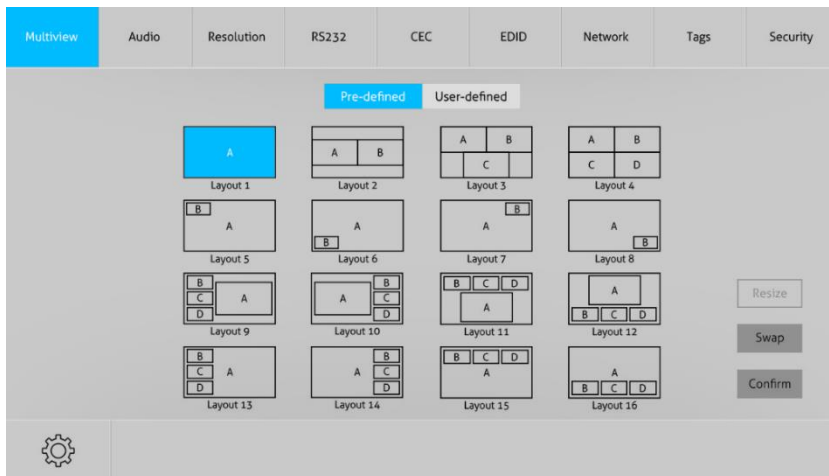 Multiview Audio Resolution RS232 CEC EDID Network Tags Security
Pre-defined User-defined
A A B A B A B
C C D
Layout 1 Layout 2 Layout 3 Layout 4
B B
A A A A
B B
Layout 5 Layout 6 Layout 7 Layout 8
B B B C D A
C A A C A B C D
D D
Layout 9 Layout 10 Layout 11 Layout 12
Resize
Swap
B B B C D A
C A A C A B C D
D D
Layout 13 Layout 14 Layout 15 Layout 16
Confirm